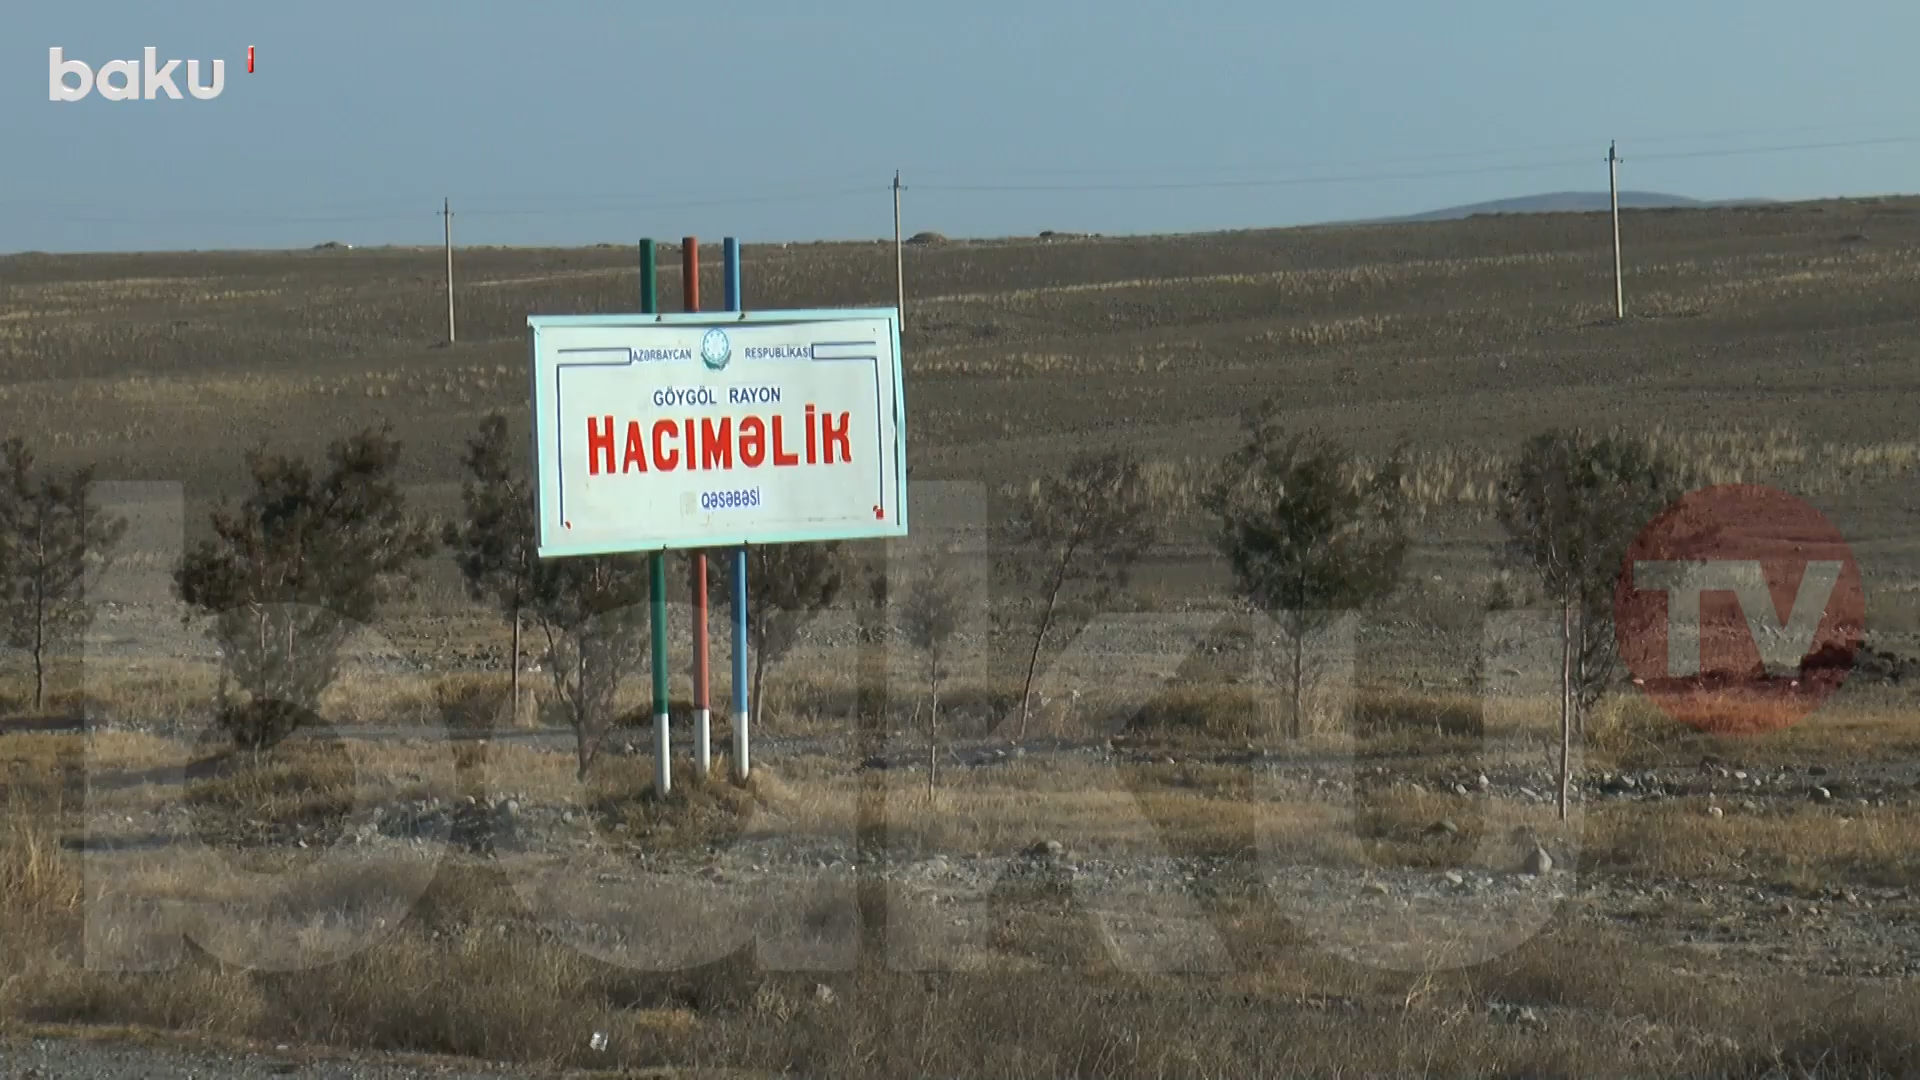 baku
AZƏRBAYCAN RESPUBLİKASI
GÖYGÖL RAYON
HACIMƏLİK
QƏSƏBƏSİ
baku TV